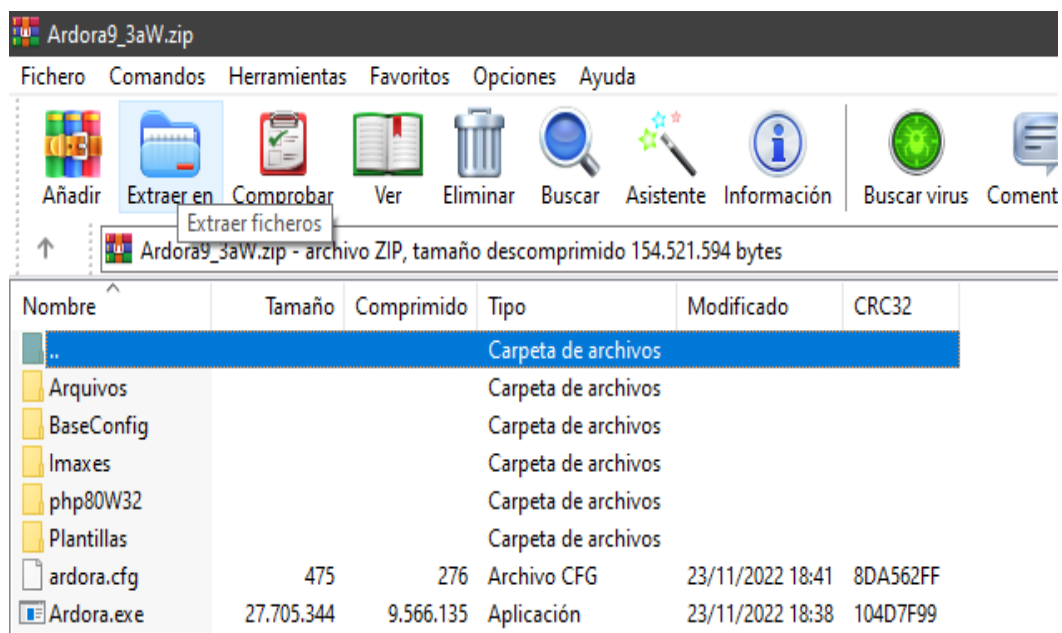 Ardora9_3aW.zip
Fichero Comandos Herramientas Favoritos Opciones Ayuda
Añadir Extraer en Comprobar Ver Eliminar Buscar Asistente Información Buscar virus Coment
Extraer ficheros
Ardora9_3aW.zip - archivo ZIP, tamaño descomprimido 154.521.594 bytes
Nombre Tamaño Comprimido Tipo Modificado CRC32
.. Carpeta de archivos
Arquivos Carpeta de archivos
BaseConfig Carpeta de archivos
Imaxes Carpeta de archivos
php80W32 Carpeta de archivos
Plantillas Carpeta de archivos
ardora.cfg 475 276 Archivo CFG 23/11/2022 18:41 8DA562FF
Ardora.exe 27.705.344 9.566.135 Aplicación 23/11/2022 18:38 104D7F99